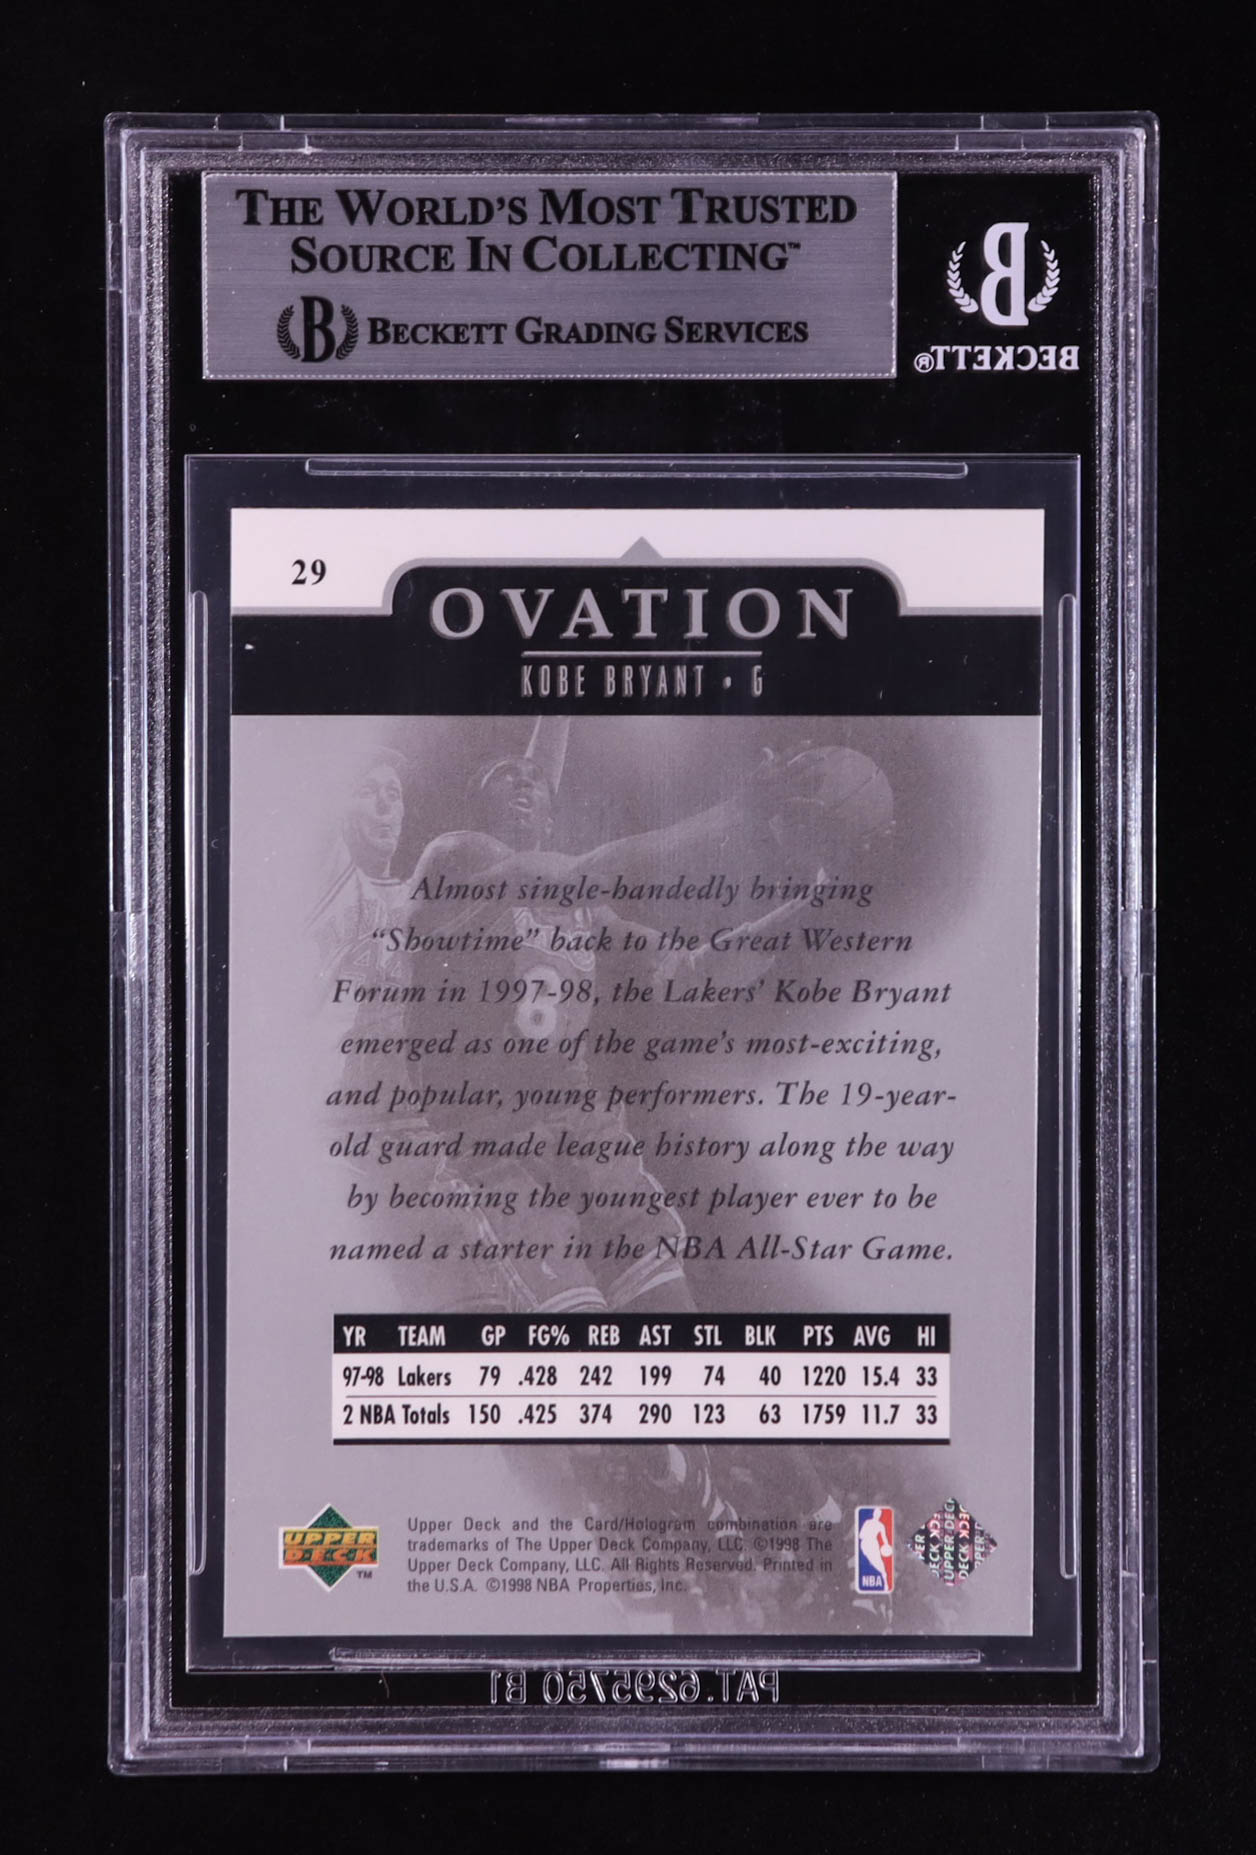 THE WORLD'S MOST TRUSTED
SOURCE IN COLLECTING™
B BECKETT GRADING SERVICES
B
BECKETT®
29
OVATION
KOBE BRYANT • G
Almost single-handedly bringing
"Showtime" back to the Great Western
Forum in 1997-98, the Lakers' Kobe Bryant
emerged as one of the game's most-exciting,
and popular, young performers. The 19-year-
old guard made league history along the way
by becoming the youngest player ever to be
named a starter in the NBA All-Star Game.
8
44
YR TEAM GP FG% REB AST STL BLK PTS AVG HI
97-98 Lakers 79 .428 242 199 74 40 1220 15.4 33
2 NBA Totals 150 .425 374 290 123 63 1759 11.7 33
UPPER
DECK
™
Upper Deck and the Card/Hologram combination are
trademarks of The Upper Deck Company, LLC. ©1998 The
Upper Deck Company, LLC. All Rights Reserved. Printed in
the U.S.A. ©1998 NBA Properties, Inc.
NBA
UPPER DECK
PAT.6295750 B1